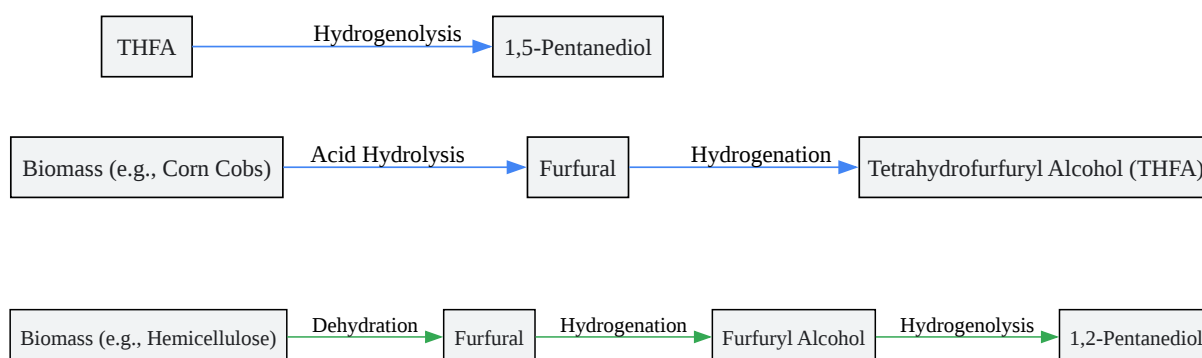 THFA
Hydrogenolysis
1,5-Pentanediol
Biomass (e.g., Corn Cobs)
Acid Hydrolysis
Furfural
Hydrogenation
Tetrahydrofurfuryl Alcohol (THFA)
Biomass (e.g., Hemicellulose)
Dehydration
Furfural
Hydrogenation
Furfuryl Alcohol
Hydrogenolysis
1,2-Pentanediol